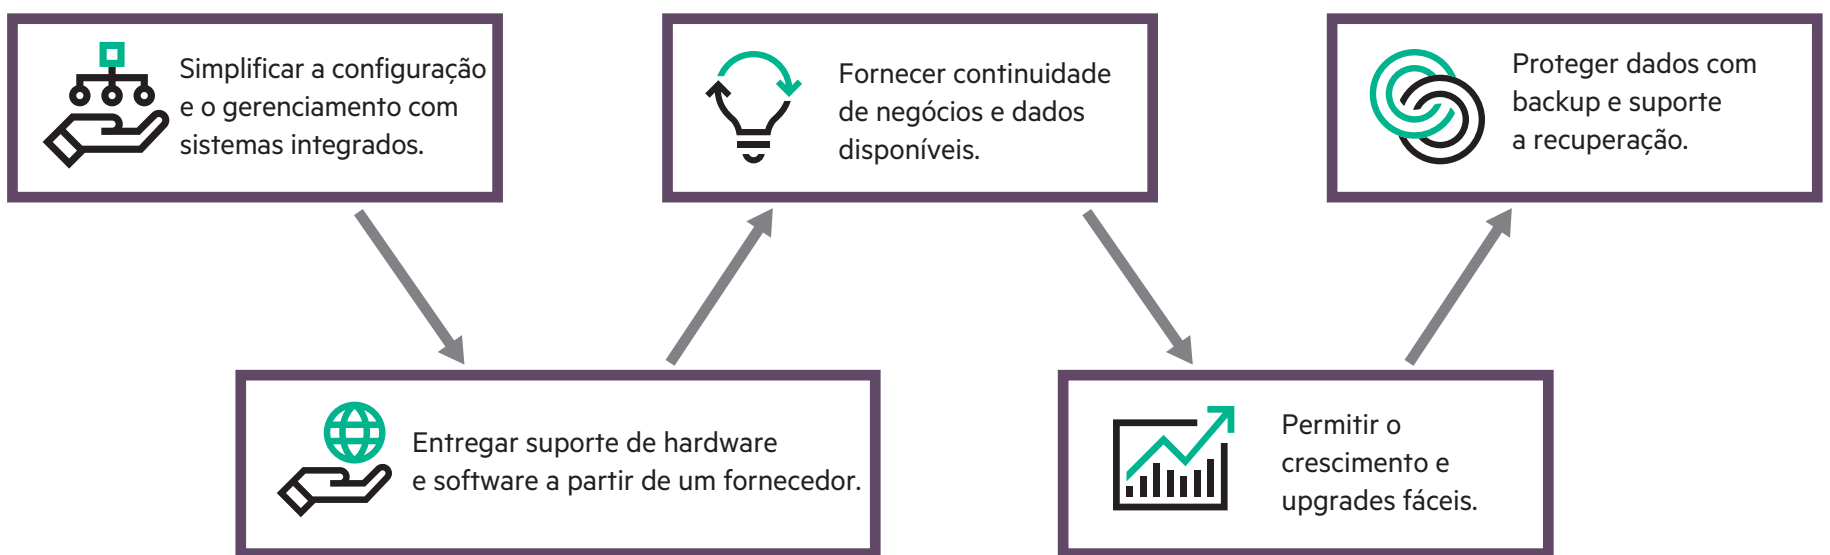 Simplificar a configuração
e o gerenciamento com
sistemas integrados.
Entregar suporte de hardware
e software a partir de um fornecedor.
Fornecer continuidade
de negócios e dados
disponíveis.
Permitir o
crescimento e
upgrades fáceis.
Proteger dados com
backup e suporte
a recuperação.